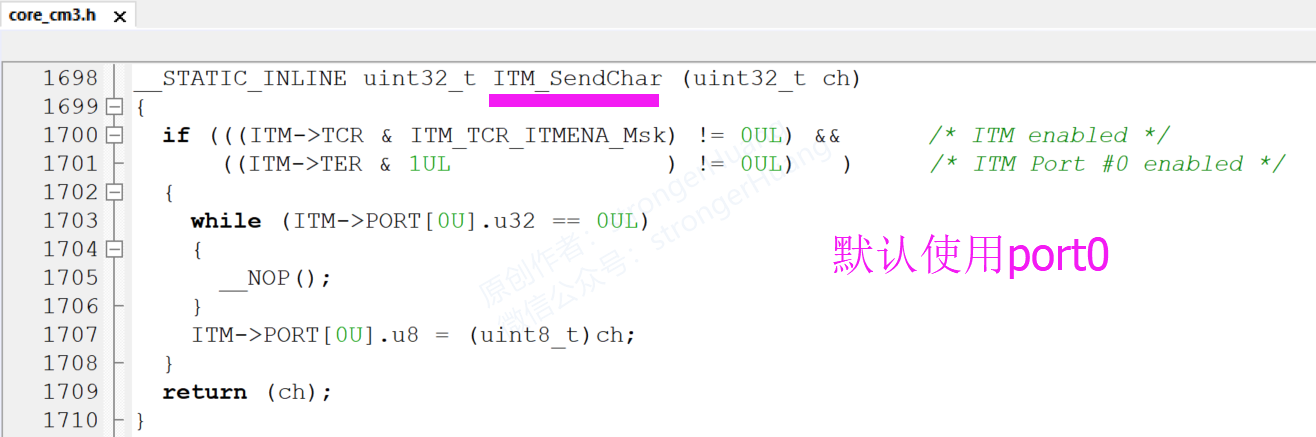 core_cm3.h
1698 __STATIC_INLINE uint32_t ITM_SendChar (uint32_t ch)
1699 {
1700 if (((ITM->TCR & ITM_TCR_ITMENA_Msk) != 0UL) && /* ITM enabled */
1701 ((ITM->TER & 1UL ) != 0UL) ) /* ITM Port #0 enabled */
1702 {
1703 while (ITM->PORT[0U].u32 == 0UL)
1704 {
1705 __NOP();
1706 }
1707 ITM->PORT[0U].u8 = (uint8_t)ch;
1708 }
1709 return (ch);
1710 }
默认使用port0
原创作者：strongerHuang
微信公众号：strongerHuang